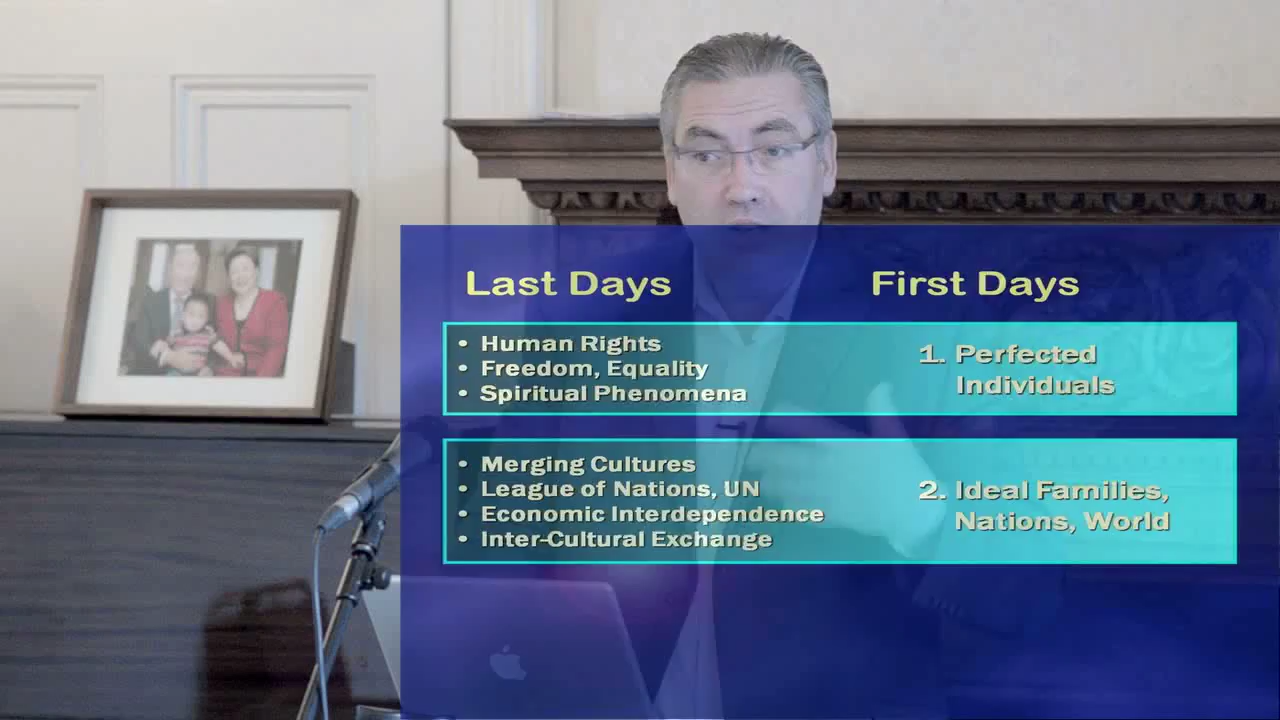 Last Days
First Days
• Human Rights
• Freedom, Equality
• Spiritual Phenomena
1. Perfected
Individuals
• Merging Cultures
• League of Nations, UN
• Economic Interdependence
• Inter-Cultural Exchange
2. Ideal Families,
Nations, World